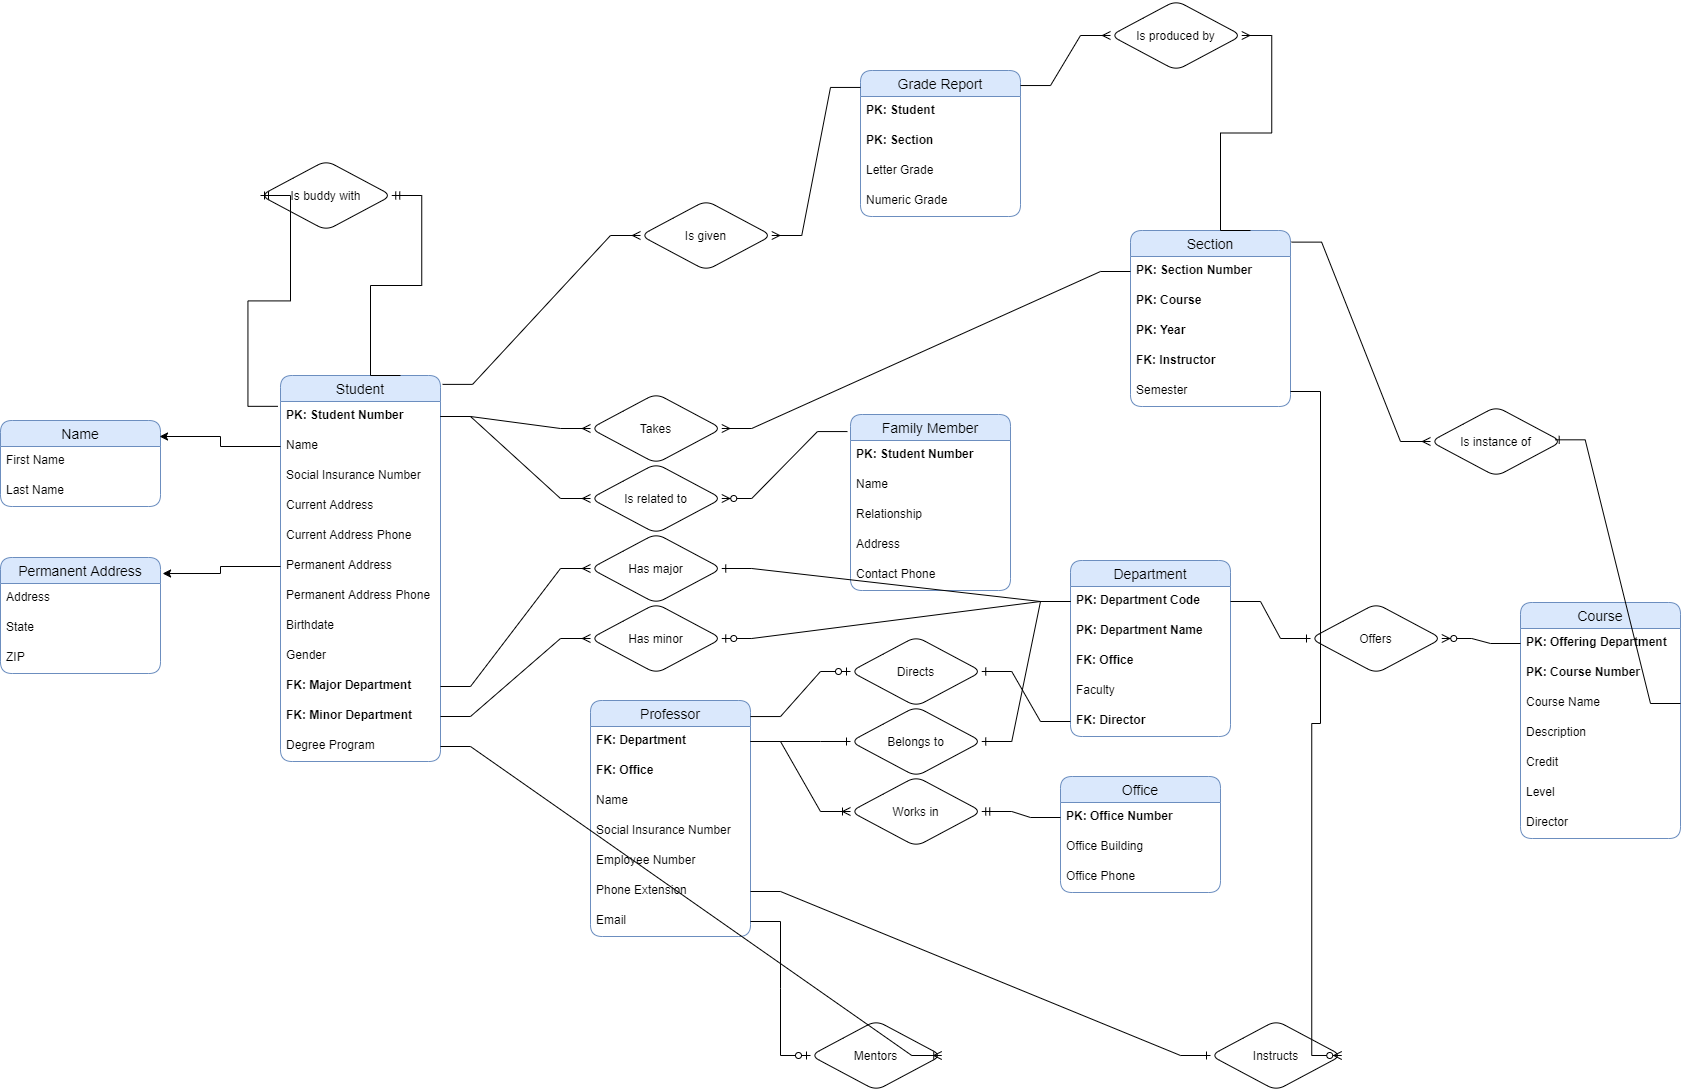 Is produced by
Grade Report
PK: Student
PK: Section
Letter Grade
Numeric Grade
Is buddy with
Is given
Section
PK: Section Number
PK: Course
PK: Year
FK: Instructor
Semester
Student
PK: Student Number
Name
Social Insurance Number
Current Address
Current Address Phone
Permanent Address
Permanent Address Phone
Birthdate
Gender
FK: Major Department
FK: Minor Department
Degree Program
Name
First Name
Last Name
Permanent Address
Address
State
ZIP
Takes
Is related to
Has major
Has minor
Family Member
PK: Student Number
Name
Relationship
Address
Contact Phone
Is instance of
Department
PK: Department Code
PK: Department Name
FK: Office
Faculty
FK: Director
Offers
Course
PK: Offering Department
PK: Course Number
Course Name
Description
Credit
Level
Director
Directs
Belongs to
Works in
Professor
FK: Department
FK: Office
Name
Social Insurance Number
Employee Number
Phone Extension
Email
Office
PK: Office Number
Office Building
Office Phone
Mentors
Instructs